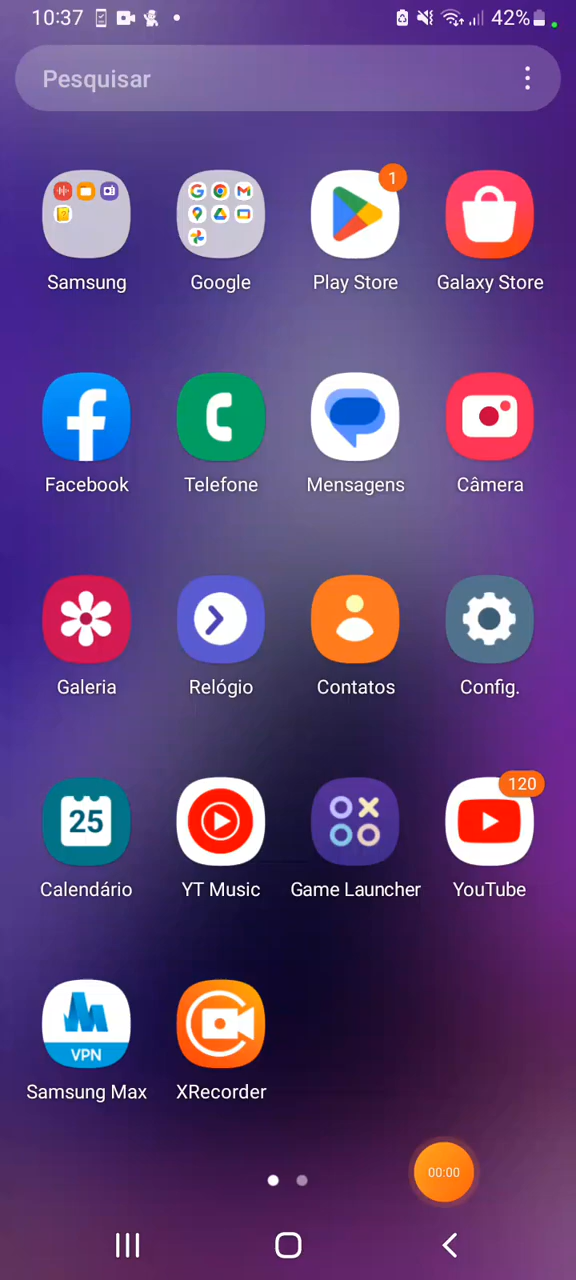 10:37 42%
Pesquisar
1
Samsung Google Play Store Galaxy Store
Facebook Telefone Mensagens Câmera
Galeria Relógio Contatos Config.
120
25
Calendário YT Music Game Launcher YouTube
VPN
Samsung Max XRecorder
00:00